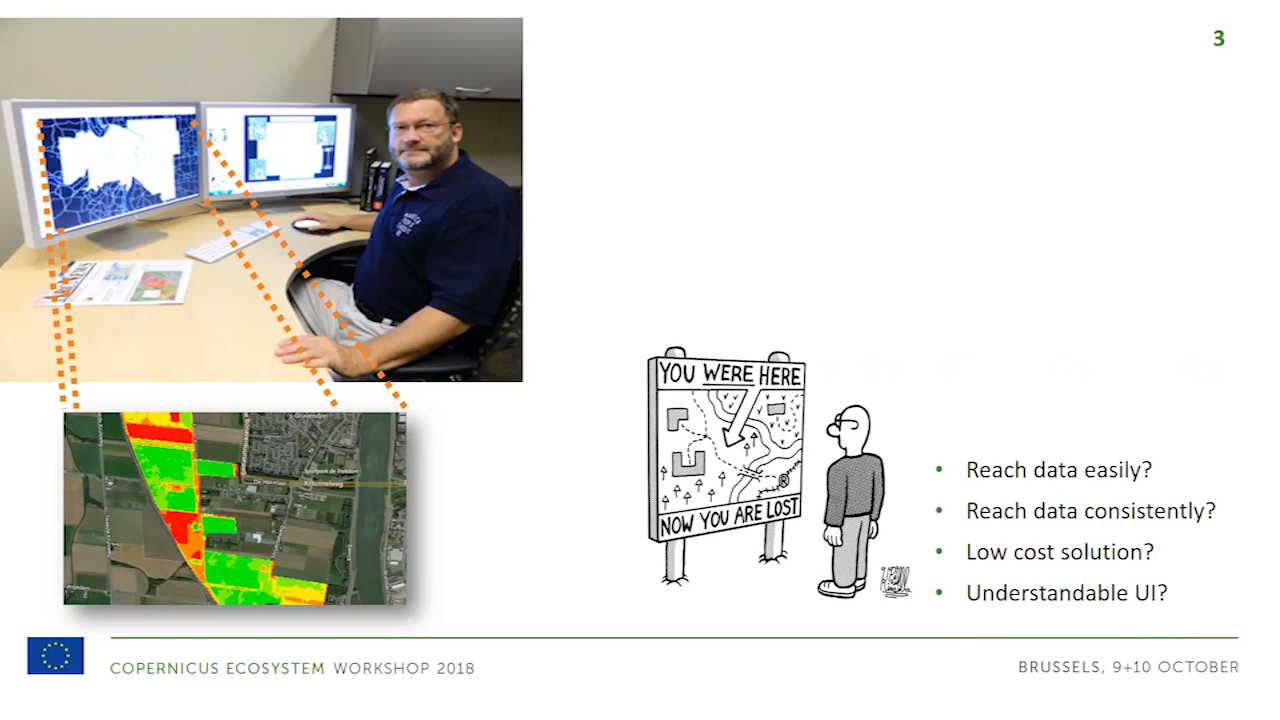 3
YOU WERE HERE
NOW YOU ARE LOST
• Reach data easily?
• Reach data consistently?
• Low cost solution?
• Understandable UI?
COPERNICUS ECOSYSTEM WORKSHOP 2018
BRUSSELS, 9+10 OCTOBER